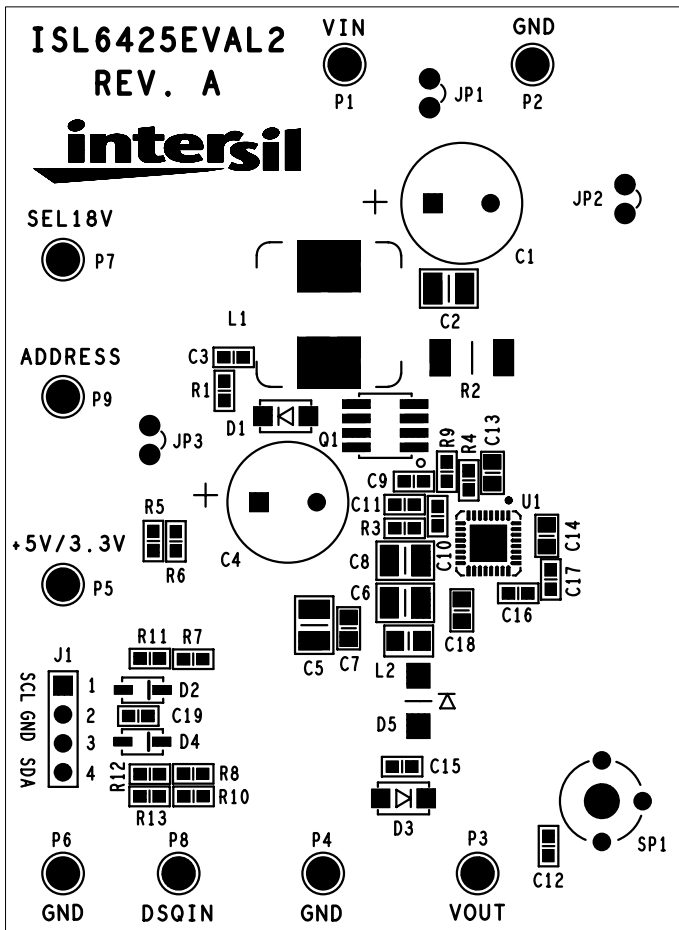 ISL6425EVAL2
REV. A
intersil
VIN
GND
P1
JP1
P2
JP2
SEL18V
P7
+
C1
C2
L1
ADDRESS
C3
R1
R2
P9
D1
Q1
JP3
R9
R4
C13
C9
+
C11
U1
R5
+5V/3.3V
R3
C10
C14
R6
C4
C8
C17
P5
C6
C16
C18
R11
R7
C5
C7
J1
L2
SCL
GND
SDA
1
2
3
4
D2
C19
D5
D4
R12
R8
C15
R10
R13
D3
SP1
P6
P8
P4
P3
C12
GND
DSQIN
GND
VOUT